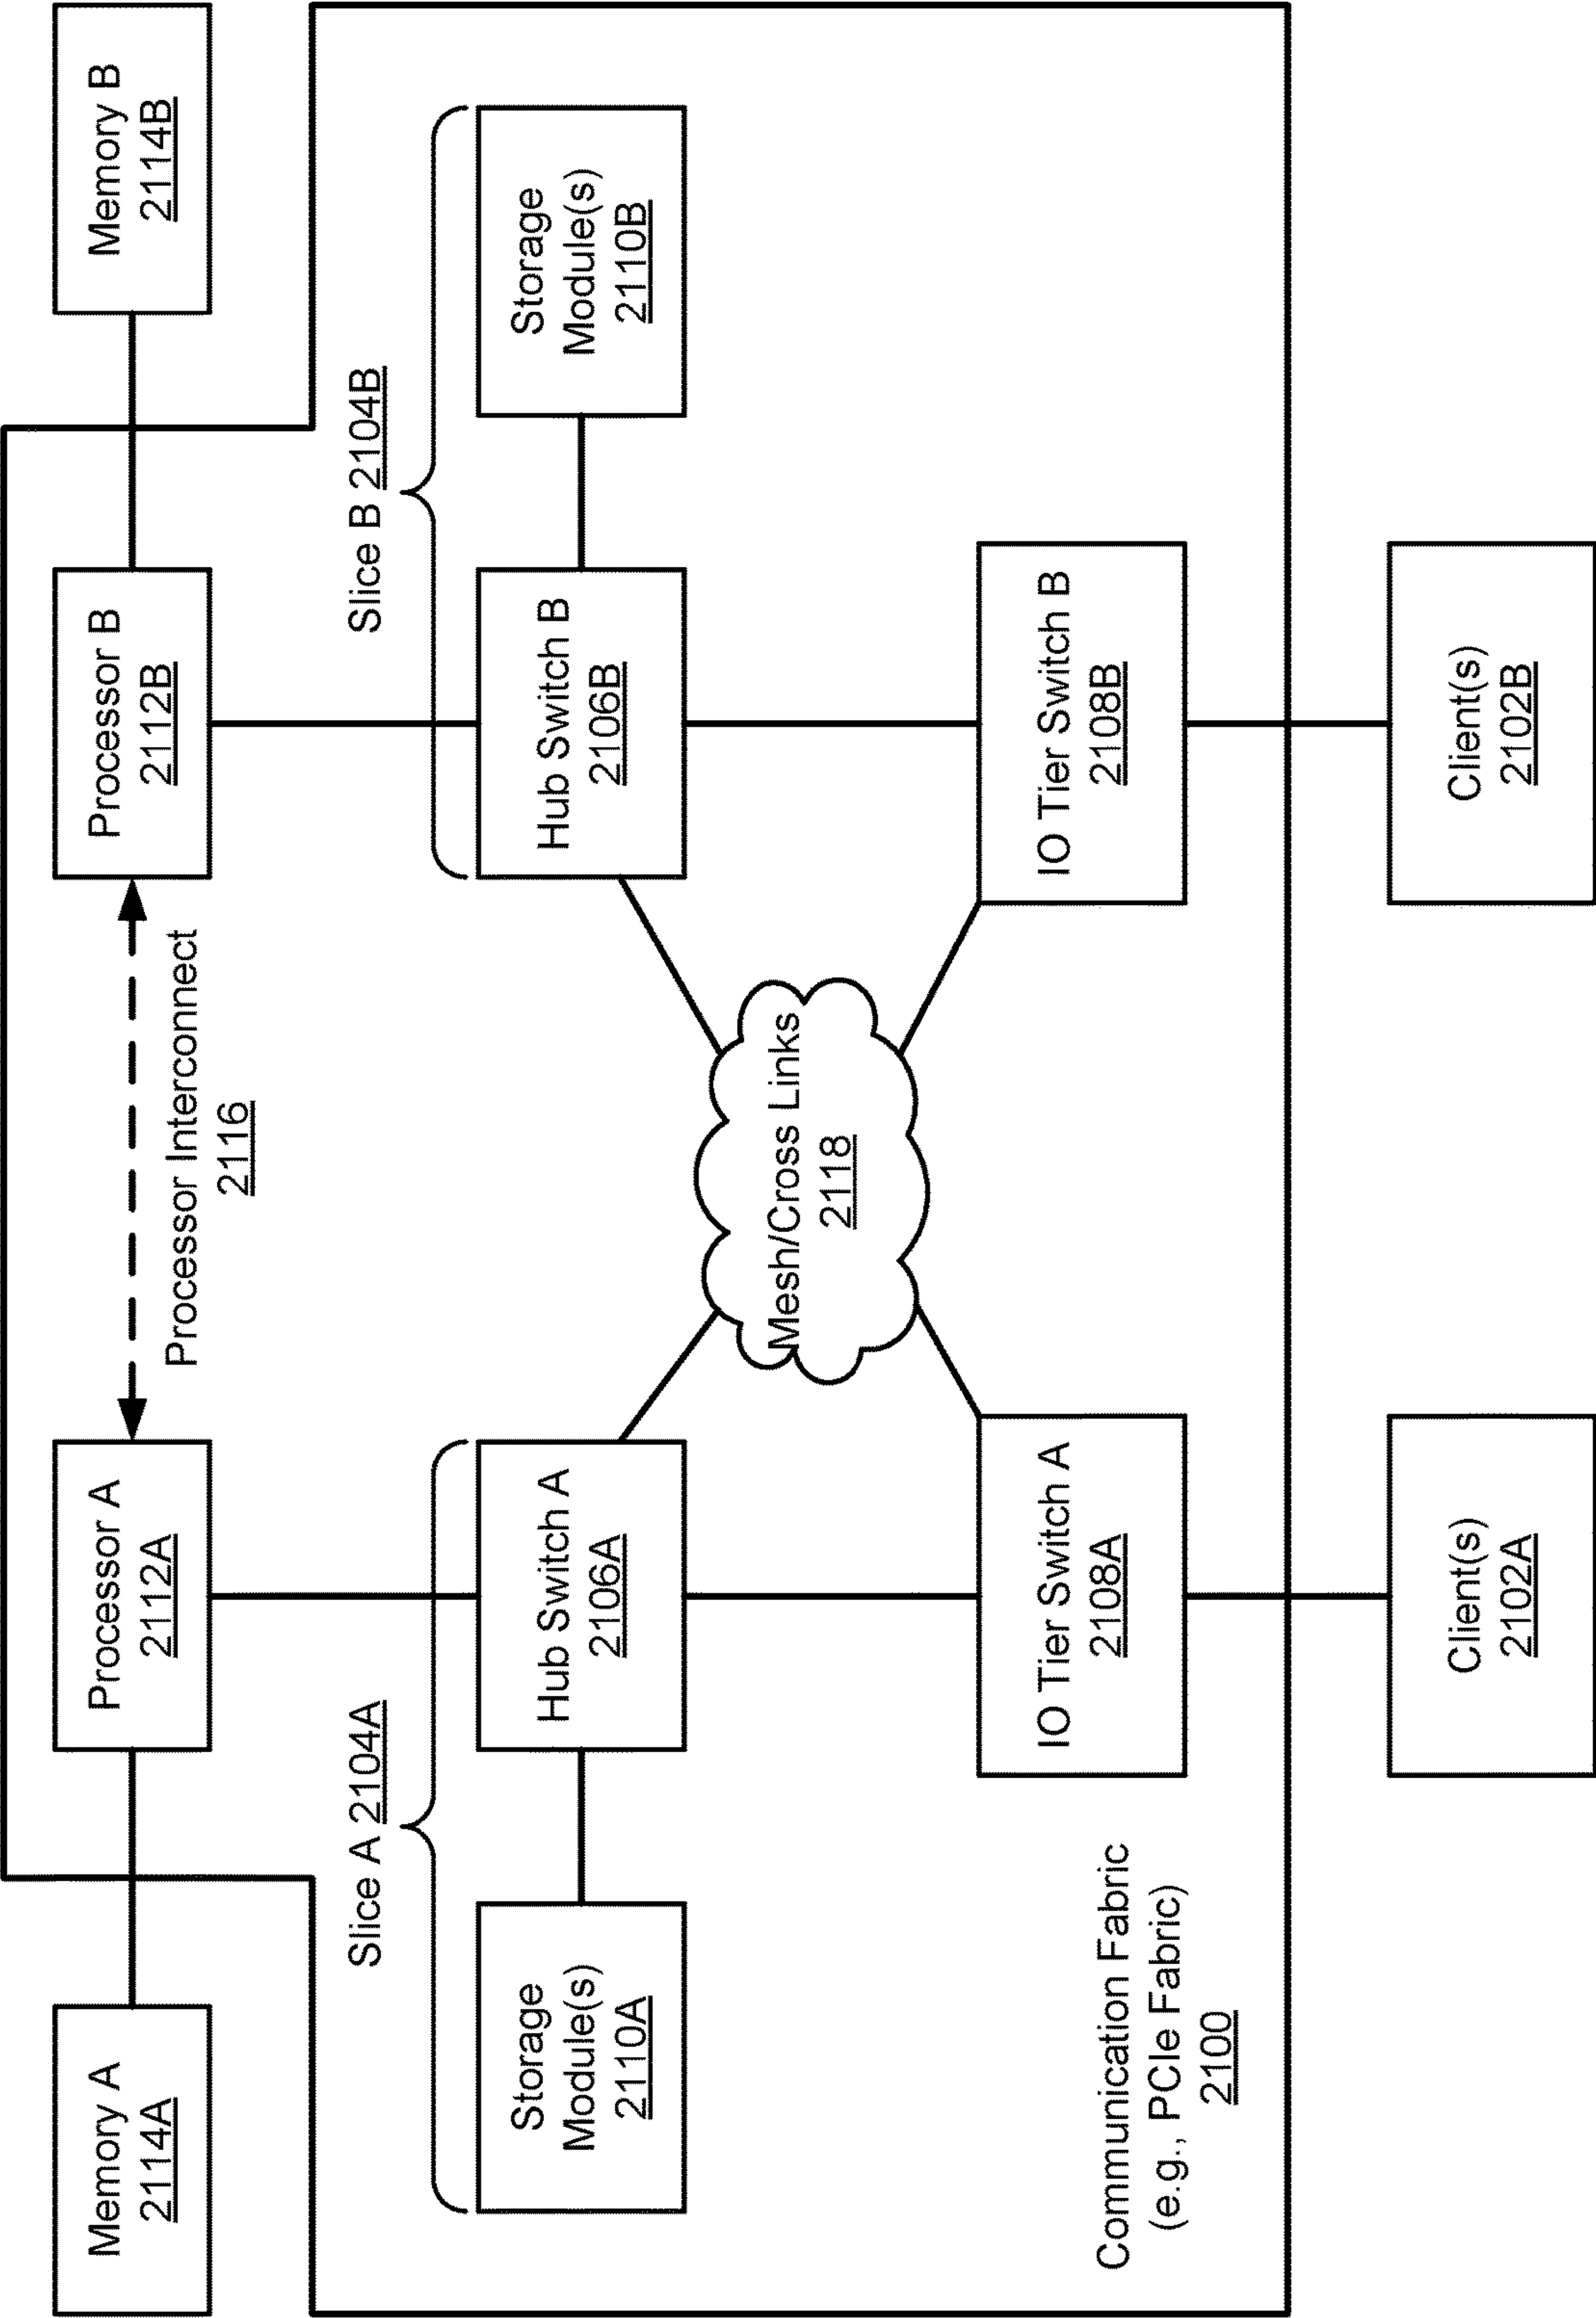 Memory A
2114A
Processor A
2112A
Processor Interconnect
2116
Processor B
2112B
Memory B
2114B
Slice A 2104A
Slice B 2104B
Storage
Module(s)
2110A
Hub Switch A
2106A
Hub Switch B
2106B
Storage
Module(s)
2110B
Mesh/Cross Links
2118
IO Tier Switch A
2108A
IO Tier Switch B
2108B
Communication Fabric
(e.g., PCIe Fabric)
2100
Client(s)
2102A
Client(s)
2102B